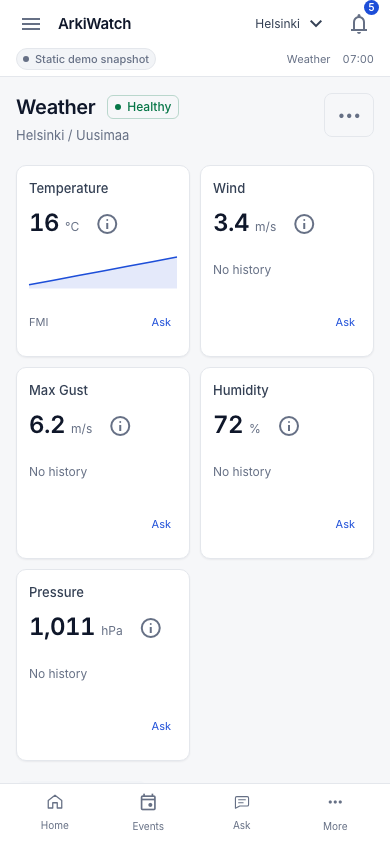 ArkiWatch
Helsinki
5
Static demo snapshot
Weather 07:00
Weather
Healthy
Helsinki / Uusimaa
Temperature
16 °C
FMI
Ask
Wind
3.4 m/s
No history
Ask
Max Gust
6.2 m/s
No history
Ask
Humidity
72 %
No history
Ask
Pressure
1,011 hPa
No history
Ask
Home
Events
Ask
More